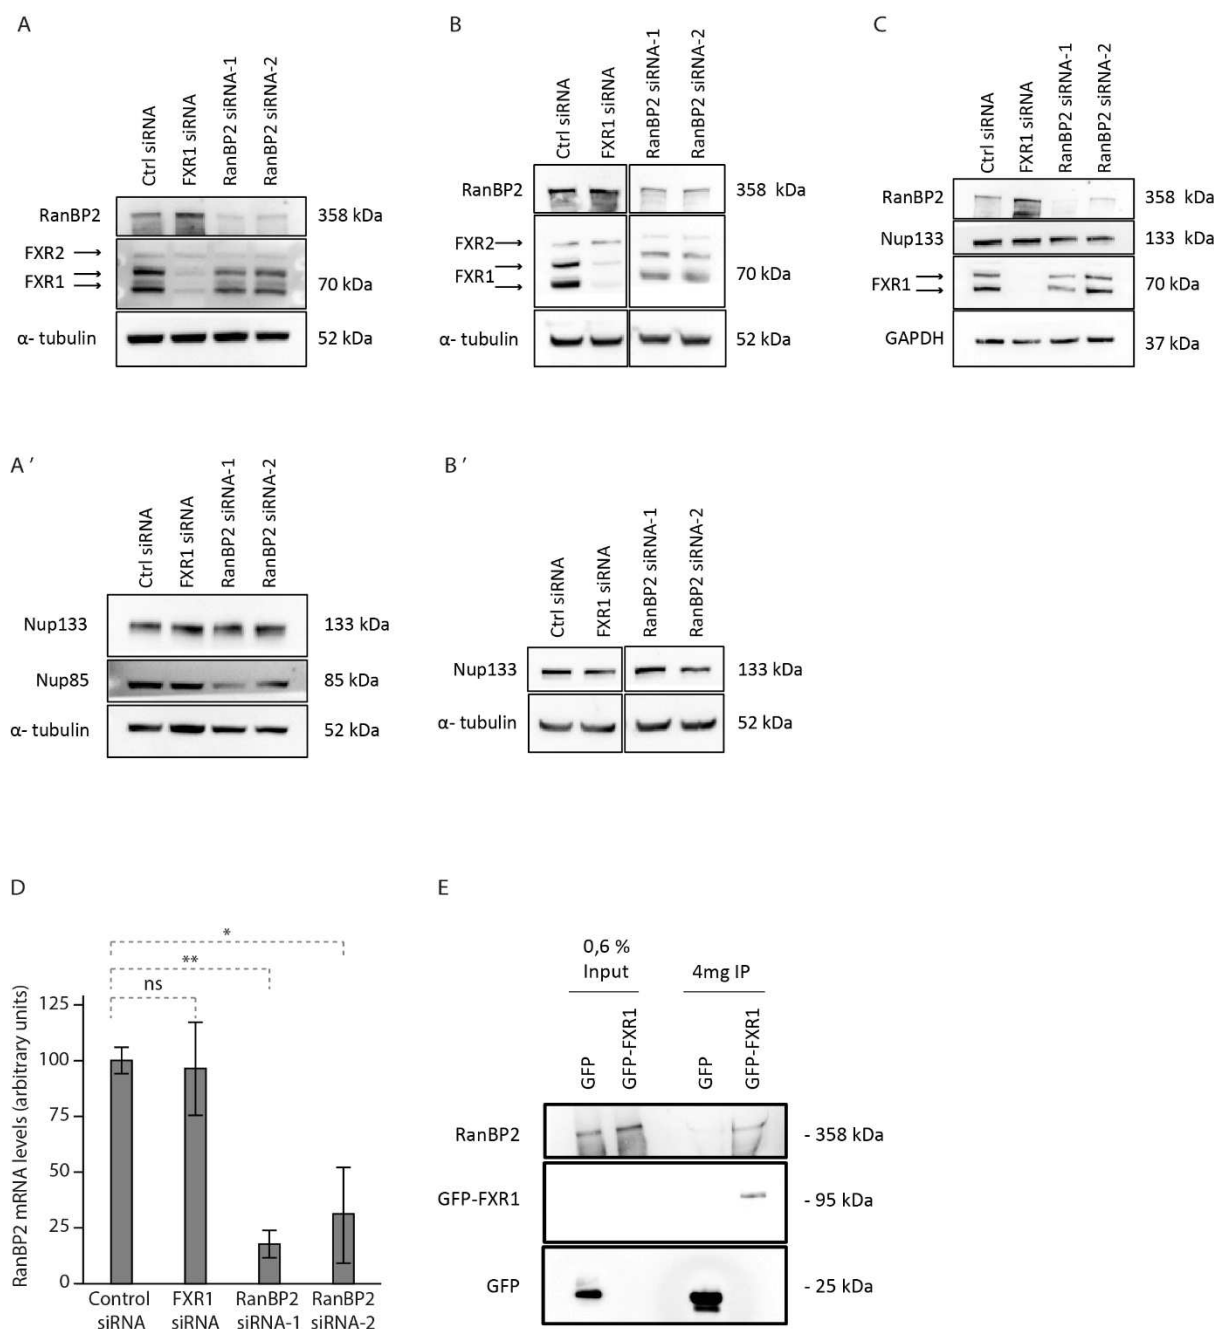 A
Ctrl siRNA
FXR1 siRNA
RanBP2 siRNA-1
RanBP2 siRNA-2
RanBP2
358 kDa
FXR2
FXR1
70 kDa
α- tubulin
52 kDa
B
Ctrl siRNA
FXR1 siRNA
RanBP2 siRNA-1
RanBP2 siRNA-2
RanBP2
358 kDa
FXR2
FXR1
70 kDa
α- tubulin
52 kDa
C
Ctrl siRNA
FXR1 siRNA
RanBP2 siRNA-1
RanBP2 siRNA-2
RanBP2
358 kDa
Nup133
133 kDa
FXR1
70 kDa
GAPDH
37 kDa
A'
Ctrl siRNA
FXR1 siRNA
RanBP2 siRNA-1
RanBP2 siRNA-2
Nup133
133 kDa
Nup85
85 kDa
α- tubulin
52 kDa
B'
Ctrl siRNA
FXR1 siRNA
RanBP2 siRNA-1
RanBP2 siRNA-2
Nup133
133 kDa
α- tubulin
52 kDa
D
RanBP2 mRNA levels (arbitrary units)
*
**
ns
125
100
75
50
25
0
Control
siRNA
FXR1
siRNA
RanBP2
siRNA-1
RanBP2
siRNA-2
E
0,6 %
Input
4mg IP
GFP
GFP-FXR1
GFP
GFP-FXR1
RanBP2
- 358 kDa
GFP-FXR1
- 95 kDa
GFP
- 25 kDa